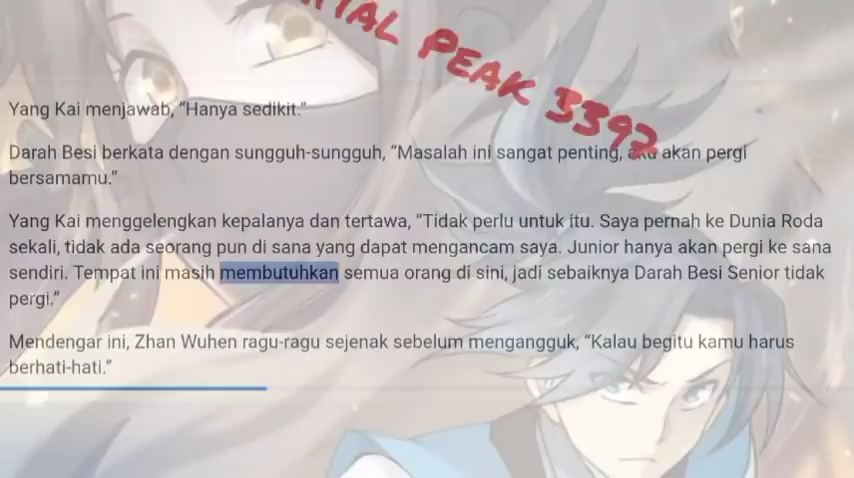 PEAK 3392
Yang Kai menjawab, “Hanya sedikit.”
Darah Besi berkata dengan sungguh-sungguh, “Masalah ini sangat penting, aku akan pergi
bersamamu.”
Yang Kai menggelengkan kepalanya dan tertawa, “Tidak perlu untuk itu. Saya pernah ke Dunia Roda
sekali, tidak ada seorang pun di sana yang dapat mengancam saya. Junior hanya akan pergi ke sana
sendiri. Tempat ini masih membutuhkan semua orang di sini, jadi sebaiknya Darah Besi Senior tidak
pergi.”
Mendengar ini, Zhan Wuhen ragu-ragu sejenak sebelum mengangguk, “Kalau begitu kamu harus
berhati-hati.”